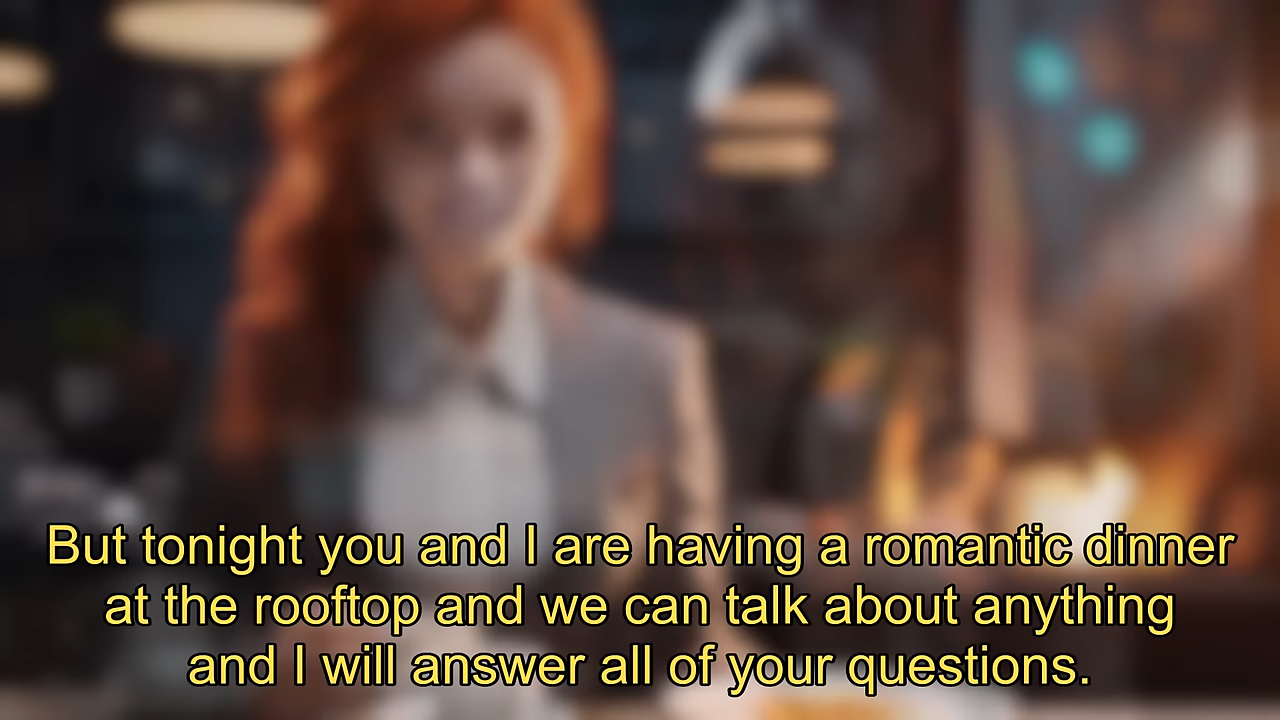 But tonight you and I are having a romantic dinner
at the rooftop and we can talk about anything
and I will answer all of your questions.